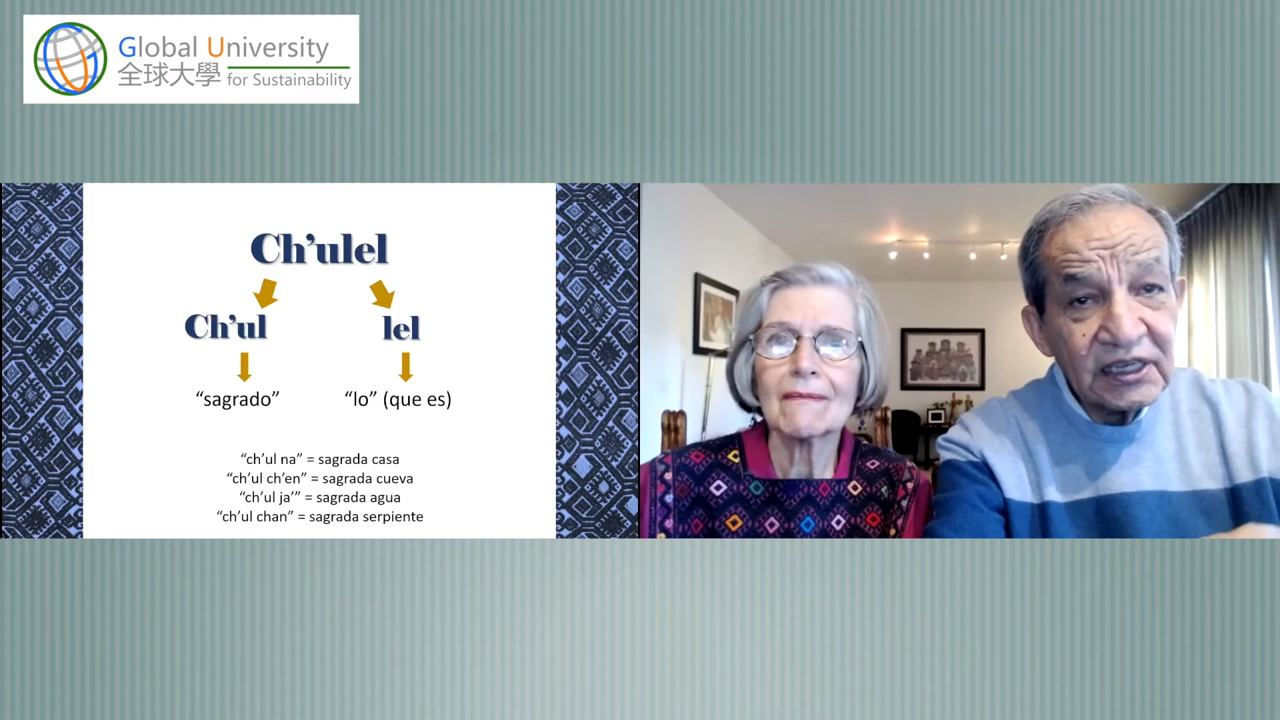 Global University
全球大學 for Sustainability
Ch’ulel
Ch’ul lel
“sagrado” “lo” (que es)
“ch’ul na” = sagrada casa
“ch’ul ch’en” = sagrada cueva
“ch’ul ja’” = sagrada agua
“ch’ul chan” = sagrada serpiente